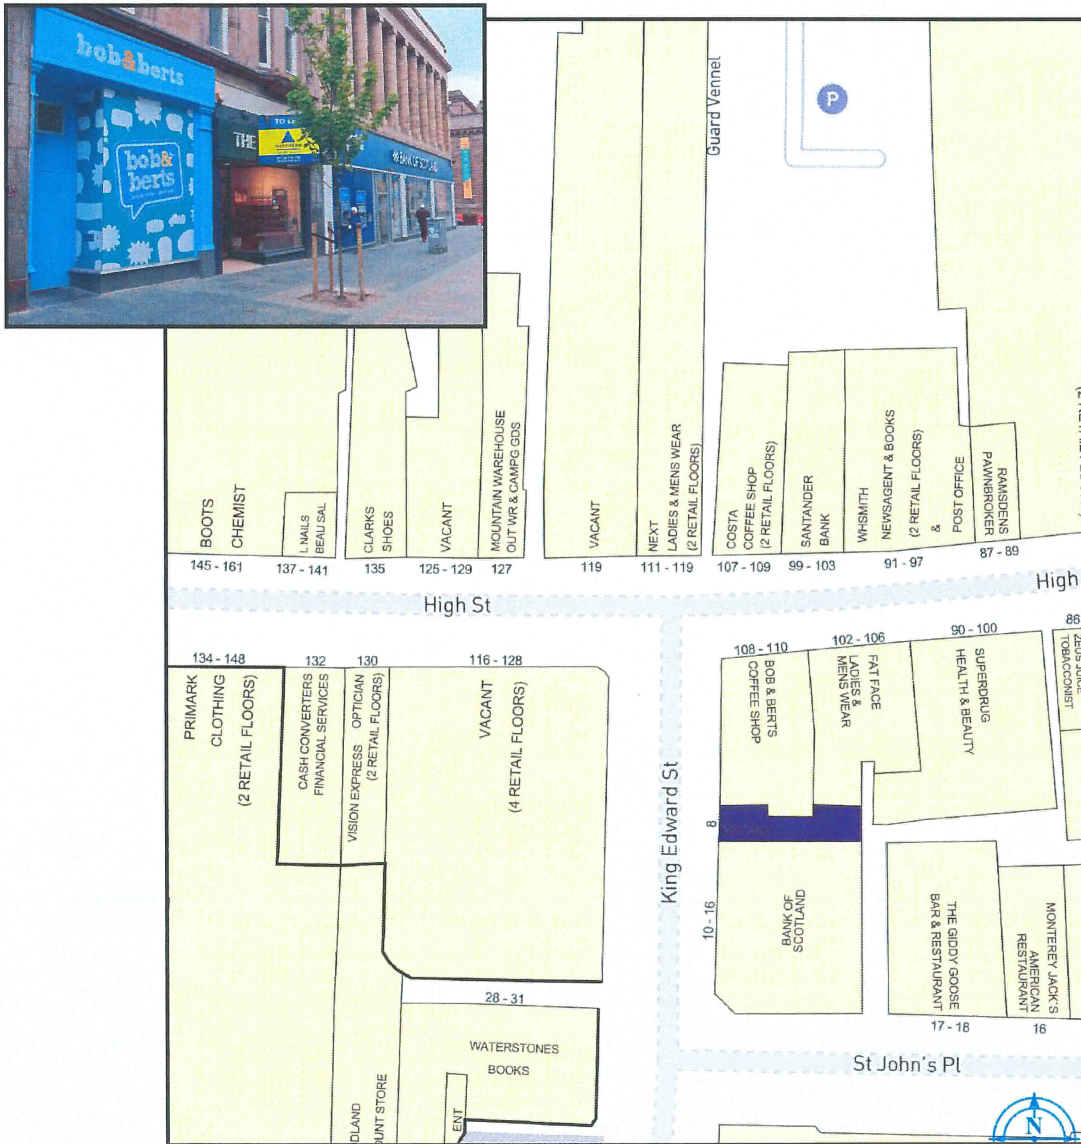 bob&berts
THE
TO LET
BANK OF SCOTLAND
bob&
berts
Guard Vennel
P
BOOTS
CHEMIST
145 - 161
L NAILS
BEAU SAL
137 - 141
CLARKS
SHOES
135
VACANT
125 - 129
MOUNTAIN WAREHOUSE
OUT WR & CAMPG GDS
127
VACANT
119
NEXT
LADIES & MENS WEAR
(2 RETAIL FLOORS)
111 - 119
COSTA
COFFEE SHOP
(2 RETAIL FLOORS)
107 - 109
SANTANDER
BANK
99 - 103
WHSMITH
NEWSAGENT & BOOKS
(2 RETAIL FLOORS)
&
POST OFFICE
91 - 97
RAMSDENS
PAWNBROKER
87 - 89
High St
High
134 - 148
PRIMARK
CLOTHING
(2 RETAIL FLOORS)
132
CASH CONVERTERS
FINANCIAL SERVICES
130
VISION EXPRESS OPTICIAN
(2 RETAIL FLOORS)
116 - 128
VACANT
(4 RETAIL FLOORS)
King Edward St
108 - 110
BOB & BERTS
COFFEE SHOP
102 - 106
FAT FACE
LADIES &
MENS WEAR
90 - 100
SUPERDRUG
HEALTH & BEAUTY
86
ZEUS JUICE
TOBACCONIST
8
10 - 16
BANK OF
SCOTLAND
THE GIDDY GOOSE
BAR & RESTAURANT
17 - 18
MONTEREY JACK'S
AMERICAN
RESTAURANT
16
St John's Pl
28 - 31
WATERSTONES
BOOKS
DLAND
OUNT STORE
ENT
N